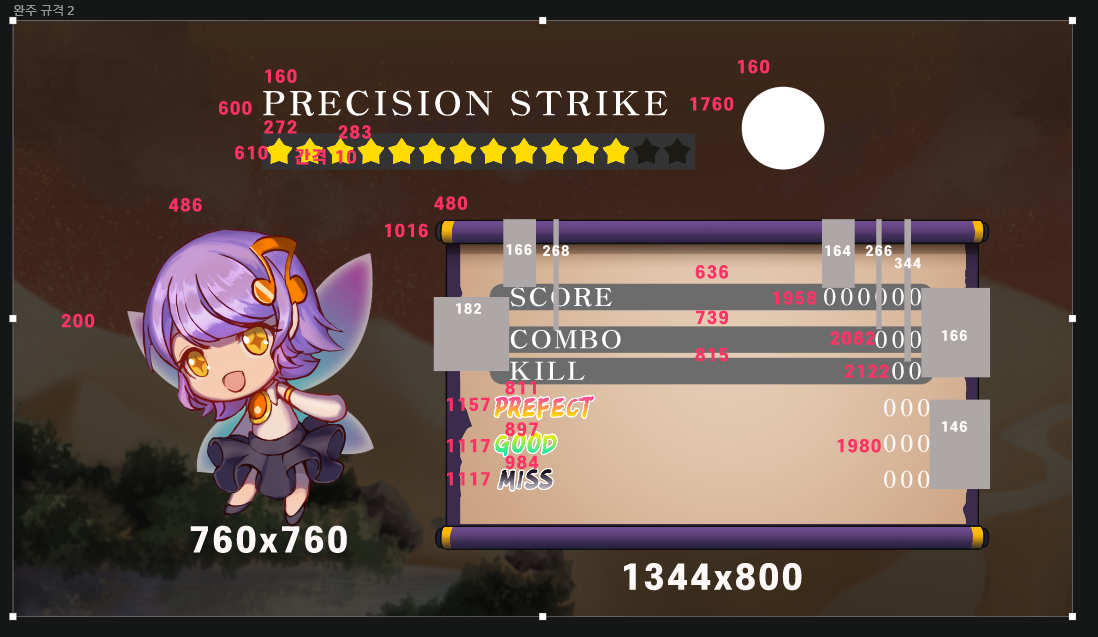 완주 규격 2
160
160
600 PRECISION STRIKE 1760
272 283
610 간격 10
486 480
1016
166 268 164 266 344
636
182 SCORE 1958 000000
739
200
COMBO 2082 000 166
815
KILL 2122 00
811
1157 PREFECT 000
897
1117 GOOD 1980 000 146
984
1117 MISS 000
760x760
1344x800